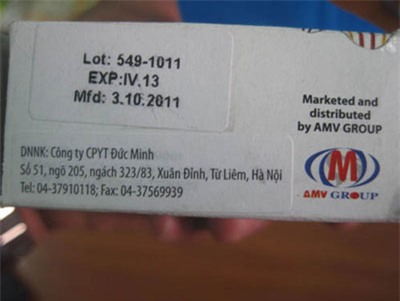 Lot: 549-1011
EXP:IV.13
Mfd: 3.10.2011
Marketed and
distributed
by AMV GROUP
DNNK: Công ty CPYT Đức Minh
Số 51, ngõ 205, ngách 323/83, Xuân Đỉnh, Từ Liêm, Hà Nội
Tel: 04-37910118; Fax: 04-37569939
M
AMV GROUP